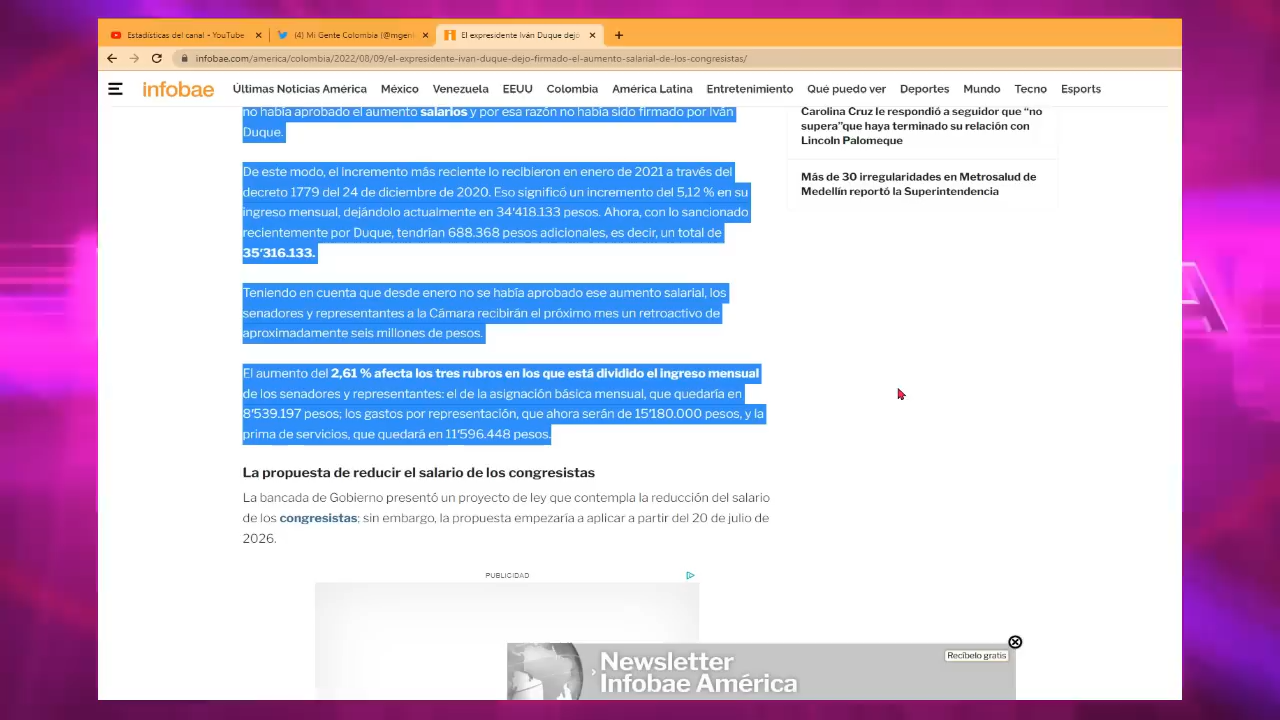 Estadísticas del canal - YouTube
(4) Mi Gente Colombia (@mgen
El expresidente Iván Duque dejo
infobae.com/america/colombia/2022/08/09/el-expresidente-ivan-duque-dejo-firmado-el-aumento-salarial-de-los-congresistas/
infobae
Últimas Noticias América México Venezuela EEUU Colombia América Latina Entretenimiento Qué puedo ver Deportes Mundo Tecno Esports
no había aprobado el aumento salarios y por esa razón no había sido firmado por Iván
Duque.
De este modo, el incremento más reciente lo recibieron en enero de 2021 a través del
decreto 1779 del 24 de diciembre de 2020. Eso significó un incremento del 5,12 % en su
ingreso mensual, dejándolo actualmente en 34'418.133 pesos. Ahora, con lo sancionado
recientemente por Duque, tendrían 688.368 pesos adicionales, es decir, un total de
35'316.133.
Teniendo en cuenta que desde enero no se había aprobado ese aumento salarial, los
senadores y representantes a la Cámara recibirán el próximo mes un retroactivo de
aproximadamente seis millones de pesos.
El aumento del 2,61 % afecta los tres rubros en los que está dividido el ingreso mensual
de los senadores y representantes: el de la asignación básica mensual, que quedaría en
8'539.197 pesos; los gastos por representación, que ahora serán de 15'180.000 pesos, y la
prima de servicios, que quedará en 11'596.448 pesos.
La propuesta de reducir el salario de los congresistas
La bancada de Gobierno presentó un proyecto de ley que contempla la reducción del salario
de los congresistas; sin embargo, la propuesta empezaría a aplicar a partir del 20 de julio de
2026.
PUBLICIDAD
Carolina Cruz le respondió a seguidor que “no
supera”que haya terminado su relación con
Lincoln Palomeque
Más de 30 irregularidades en Metrosalud de
Medellín reportó la Superintendencia
Recíbelo gratis
Newsletter
Infobae América